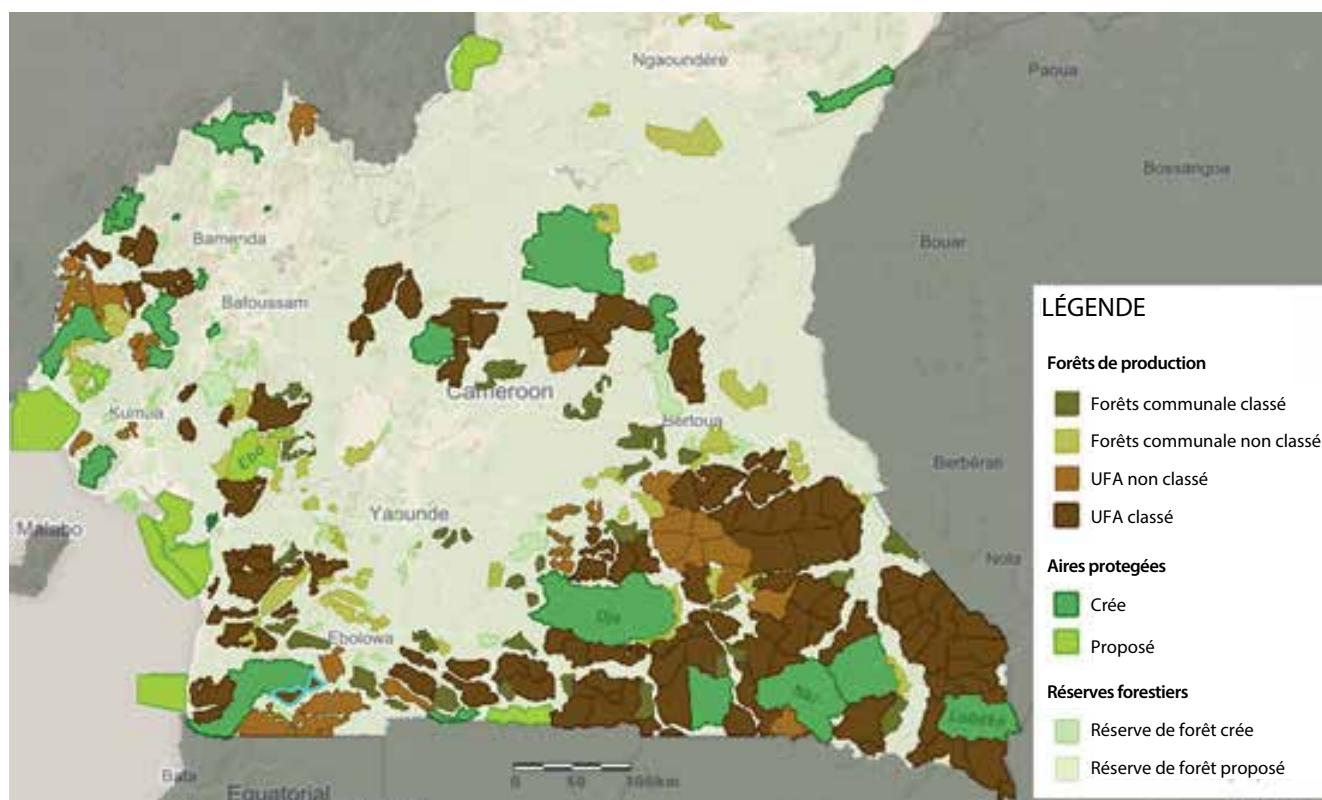 Ngaoundéré
Paoua
Bossangoa
Bamenda
Bouar
Bafoussam
Cameroon
Kumba
Bertoua
Ebo
Berbérati
Yaounde
Malabo
Nola
Dja
Ebolowa
Lobéké
Bata
0 50 100km
Equatorial
LÉGENDE
Forêts de production
Forêts communale classé
Forêts communale non classé
UFA non classé
UFA classé
Aires protegées
Crée
Proposé
Réserves forestiers
Réserve de forêt crée
Réserve de forêt proposé